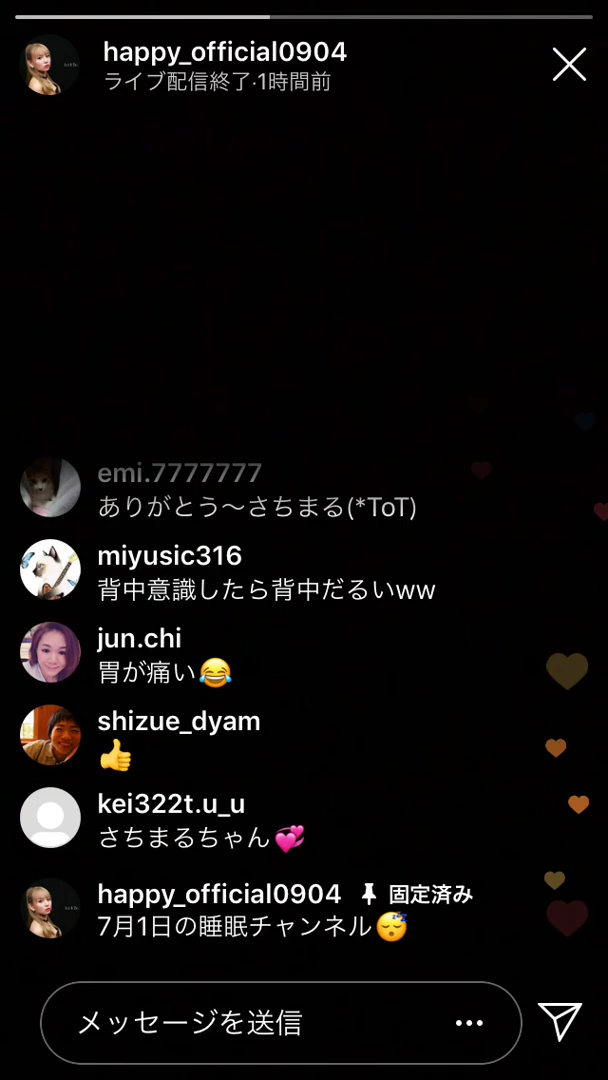 happy_official0904
ライブ配信終了·1時間前
emi.7777777
ありがとう〜さちまる(*ToT)
miyusic316
背中意識したら背中だるいww
jun.chi
胃が痛い😂
shizue_dyam
👍
kei322t.u_u
さちまるちゃん💞
happy_official0904 📌 固定済み
7月1日の睡眠チャンネル😴
メッセージを送信 •••